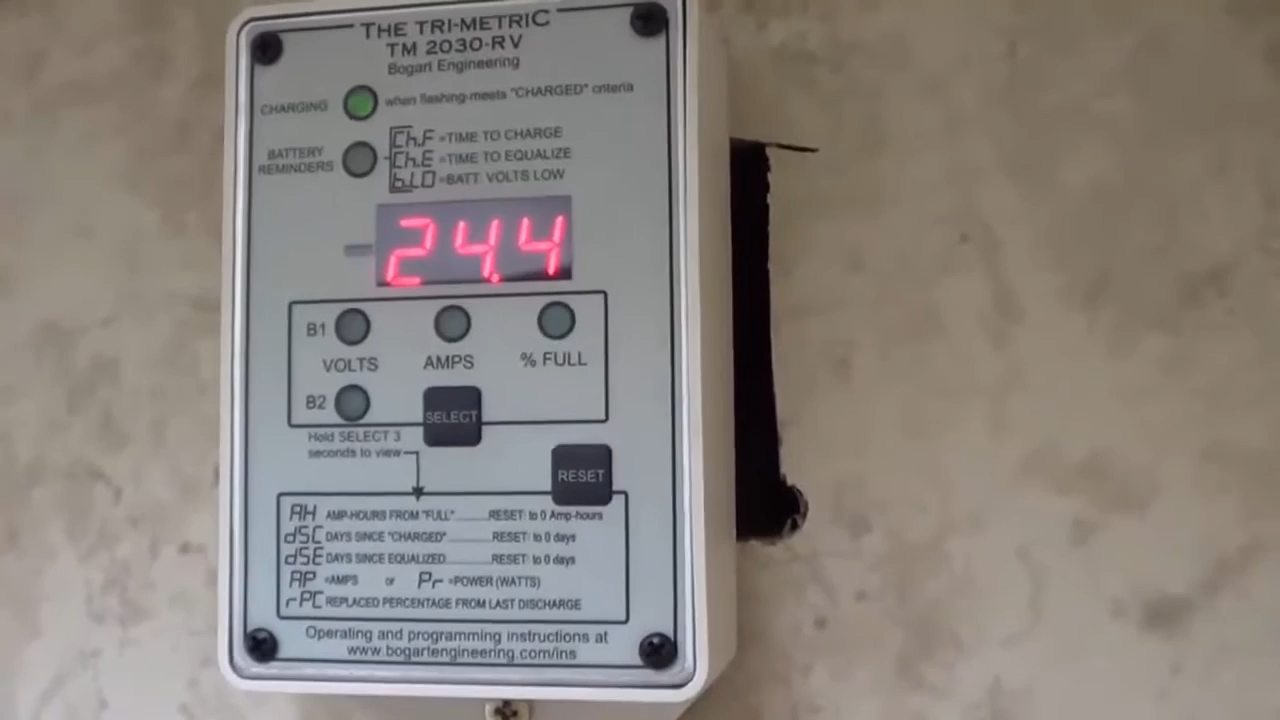 THE TRI-METRIC
TM 2030-RV
Bogart Engineering
CHARGING when flashing-meets "CHARGED" criteria
BATTERY REMINDERS
Ch.F =TIME TO CHARGE
Ch.E =TIME TO EQUALIZE
b.LO =BATT. VOLTS LOW
24.4
B1
VOLTS AMPS % FULL
B2
SELECT
Hold SELECT 3
seconds to view
RESET
AH AMP-HOURS FROM "FULL"........RESET: to 0 Amp-hours
dSC DAYS SINCE "CHARGED"..........RESET: to 0 days
dSE DAYS SINCE EQUALIZED..........RESET: to 0 days
AP =AMPS or Pr =POWER (WATTS)
rPC REPLACED PERCENTAGE FROM LAST DISCHARGE
Operating and programming instructions at
www.bogartengineering.com/ins